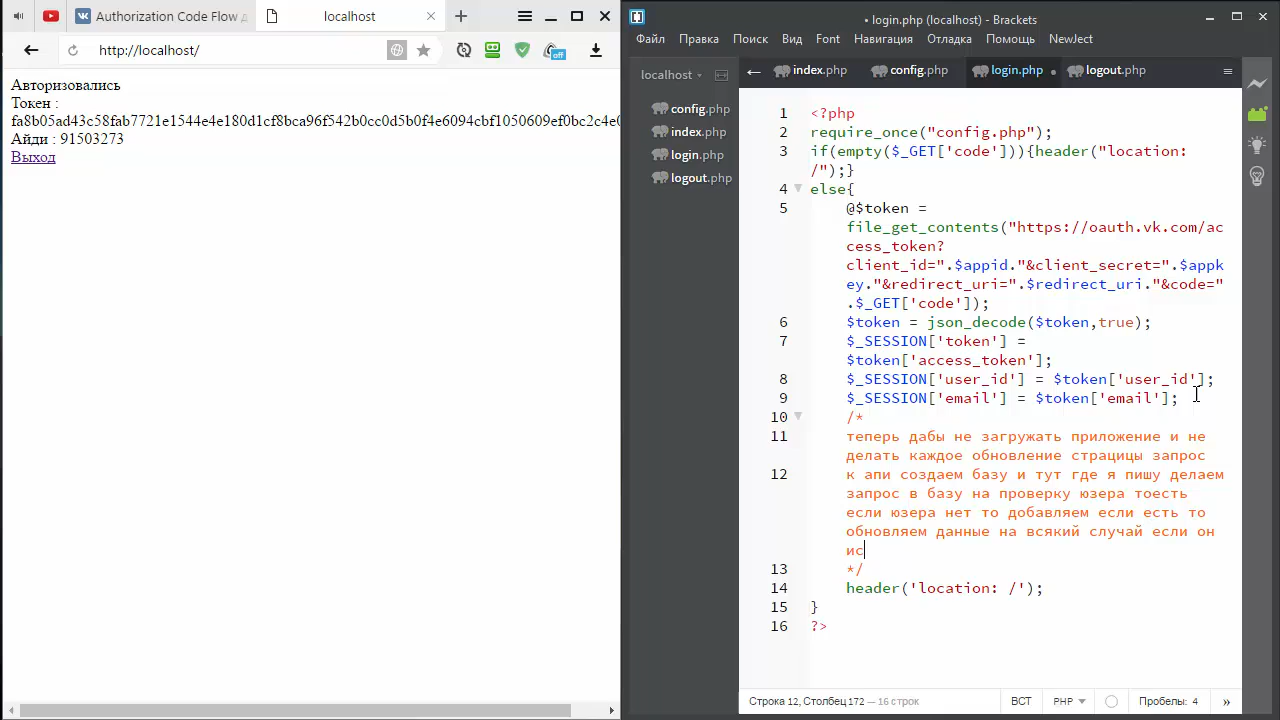 Authorization Code Flow д
localhost
http://localhost/
off
Авторизовались
Токен :
fa8b05ad43c58fab7721e1544e4e180d1cf8bca96f542b0cc0d5b0f4e6094cbf1050609ef0bc2c4e0
Айди : 91503273
Выход
• login.php (localhost) - Brackets
Файл Правка Поиск Вид Font Навигация Отладка Помощь NewJect
localhost
index.php config.php login.php • logout.php
config.php
index.php
login.php
logout.php
1 <?php
2 require_once("config.php");
3 if(empty($_GET['code'])){header("location:
/");}
4 else{
5 @$token =
file_get_contents("https://oauth.vk.com/ac
cess_token?
client_id=".$appid."&client_secret=".$appk
ey."&redirect_uri=".$redirect_uri."&code="
.$_GET['code']);
6 $token = json_decode($token,true);
7 $_SESSION['token'] =
$token['access_token'];
8 $_SESSION['user_id'] = $token['user_id'];
9 $_SESSION['email'] = $token['email'];
10 /*
11 теперь дабы не загружать приложение и не
делать каждое обновление страцицы запрос
12 к апи создаем базу и тут где я пишу делаем
запрос в базу на проверку юзера тоесть
если юзера нет то добавляем если есть то
обновляем данные на всякий случай если он
ис
13 */
14 header('location: /');
15 }
16 ?>
Строка 12, Столбец 172 — 16 строк ВСТ PHP Пробелы: 4 »